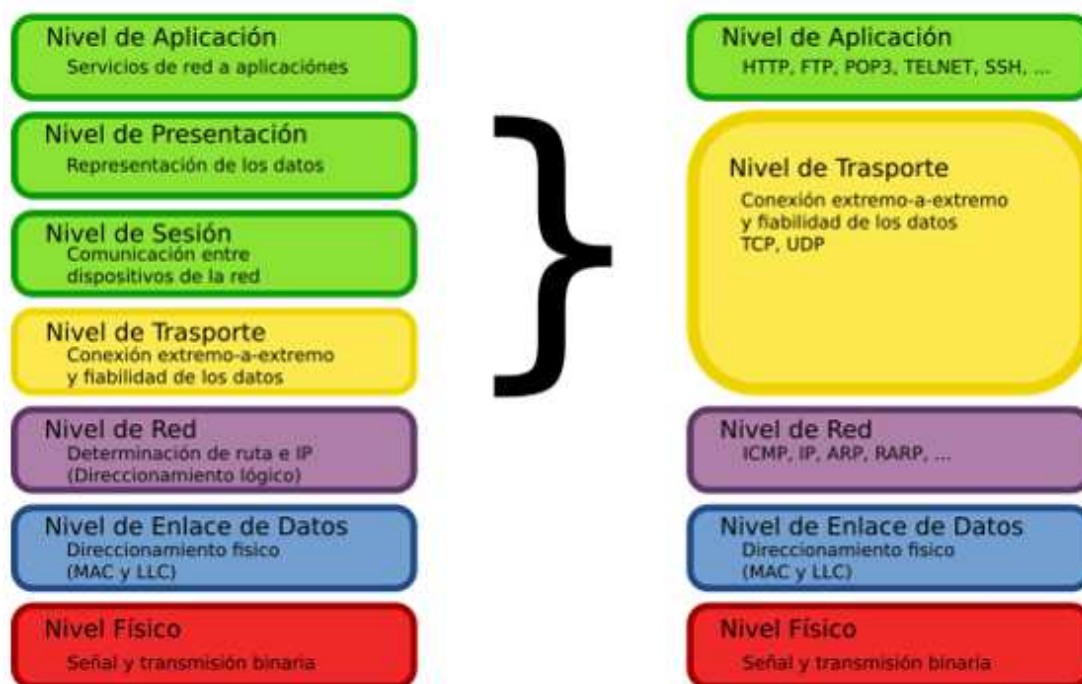 Nivel de Aplicación
Servicios de red a aplicaciónes
Nivel de Presentación
Representación de los datos
Nivel de Sesión
Comunicación entre
dispositivos de la red
Nivel de Trasporte
Conexión extremo-a-extremo
y fiabilidad de los datos
Nivel de Red
Determinación de ruta e IP
(Direccionamiento lógico)
Nivel de Enlace de Datos
Direccionamiento fisico
(MAC y LLC)
Nivel Físico
Señal y transmisión binaria
}
Nivel de Aplicación
HTTP, FTP, POP3, TELNET, SSH, ...
Nivel de Trasporte
Conexión extremo-a-extremo
y fiabilidad de los datos
TCP, UDP
Nivel de Red
ICMP, IP, ARP, RARP, ...
Nivel de Enlace de Datos
Direccionamiento fisico
(MAC y LLC)
Nivel Físico
Señal y transmisión binaria